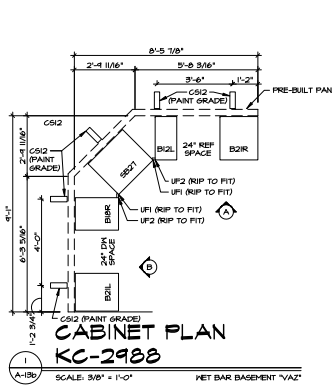 8'-5 7/8"
2'-9 11/16"
5'-8 3/16"
3'-6"
1'-2"
CS12
(PAINT GRADE)
PRE-BUILT PAN
CS12
CS12
(PAINT
GRADE)
B12L
24" REF
SPACE
B21R
SB27
UF2 (RIP TO FIT)
UF1 (RIP TO FIT)
UF1 (RIP TO FIT)
UF2 (RIP TO FIT)
A
B
B18R
24" DW
SPACE
B21L
9'-1"
2'-9 11/16"
6'-3 5/16"
4'-0"
1'-2 3/4"
CS12 (PAINT GRADE)
CABINET PLAN
KC-2988
1
A-13b
SCALE: 3/8" = 1'-0"
WET BAR BASEMENT "VAZ"